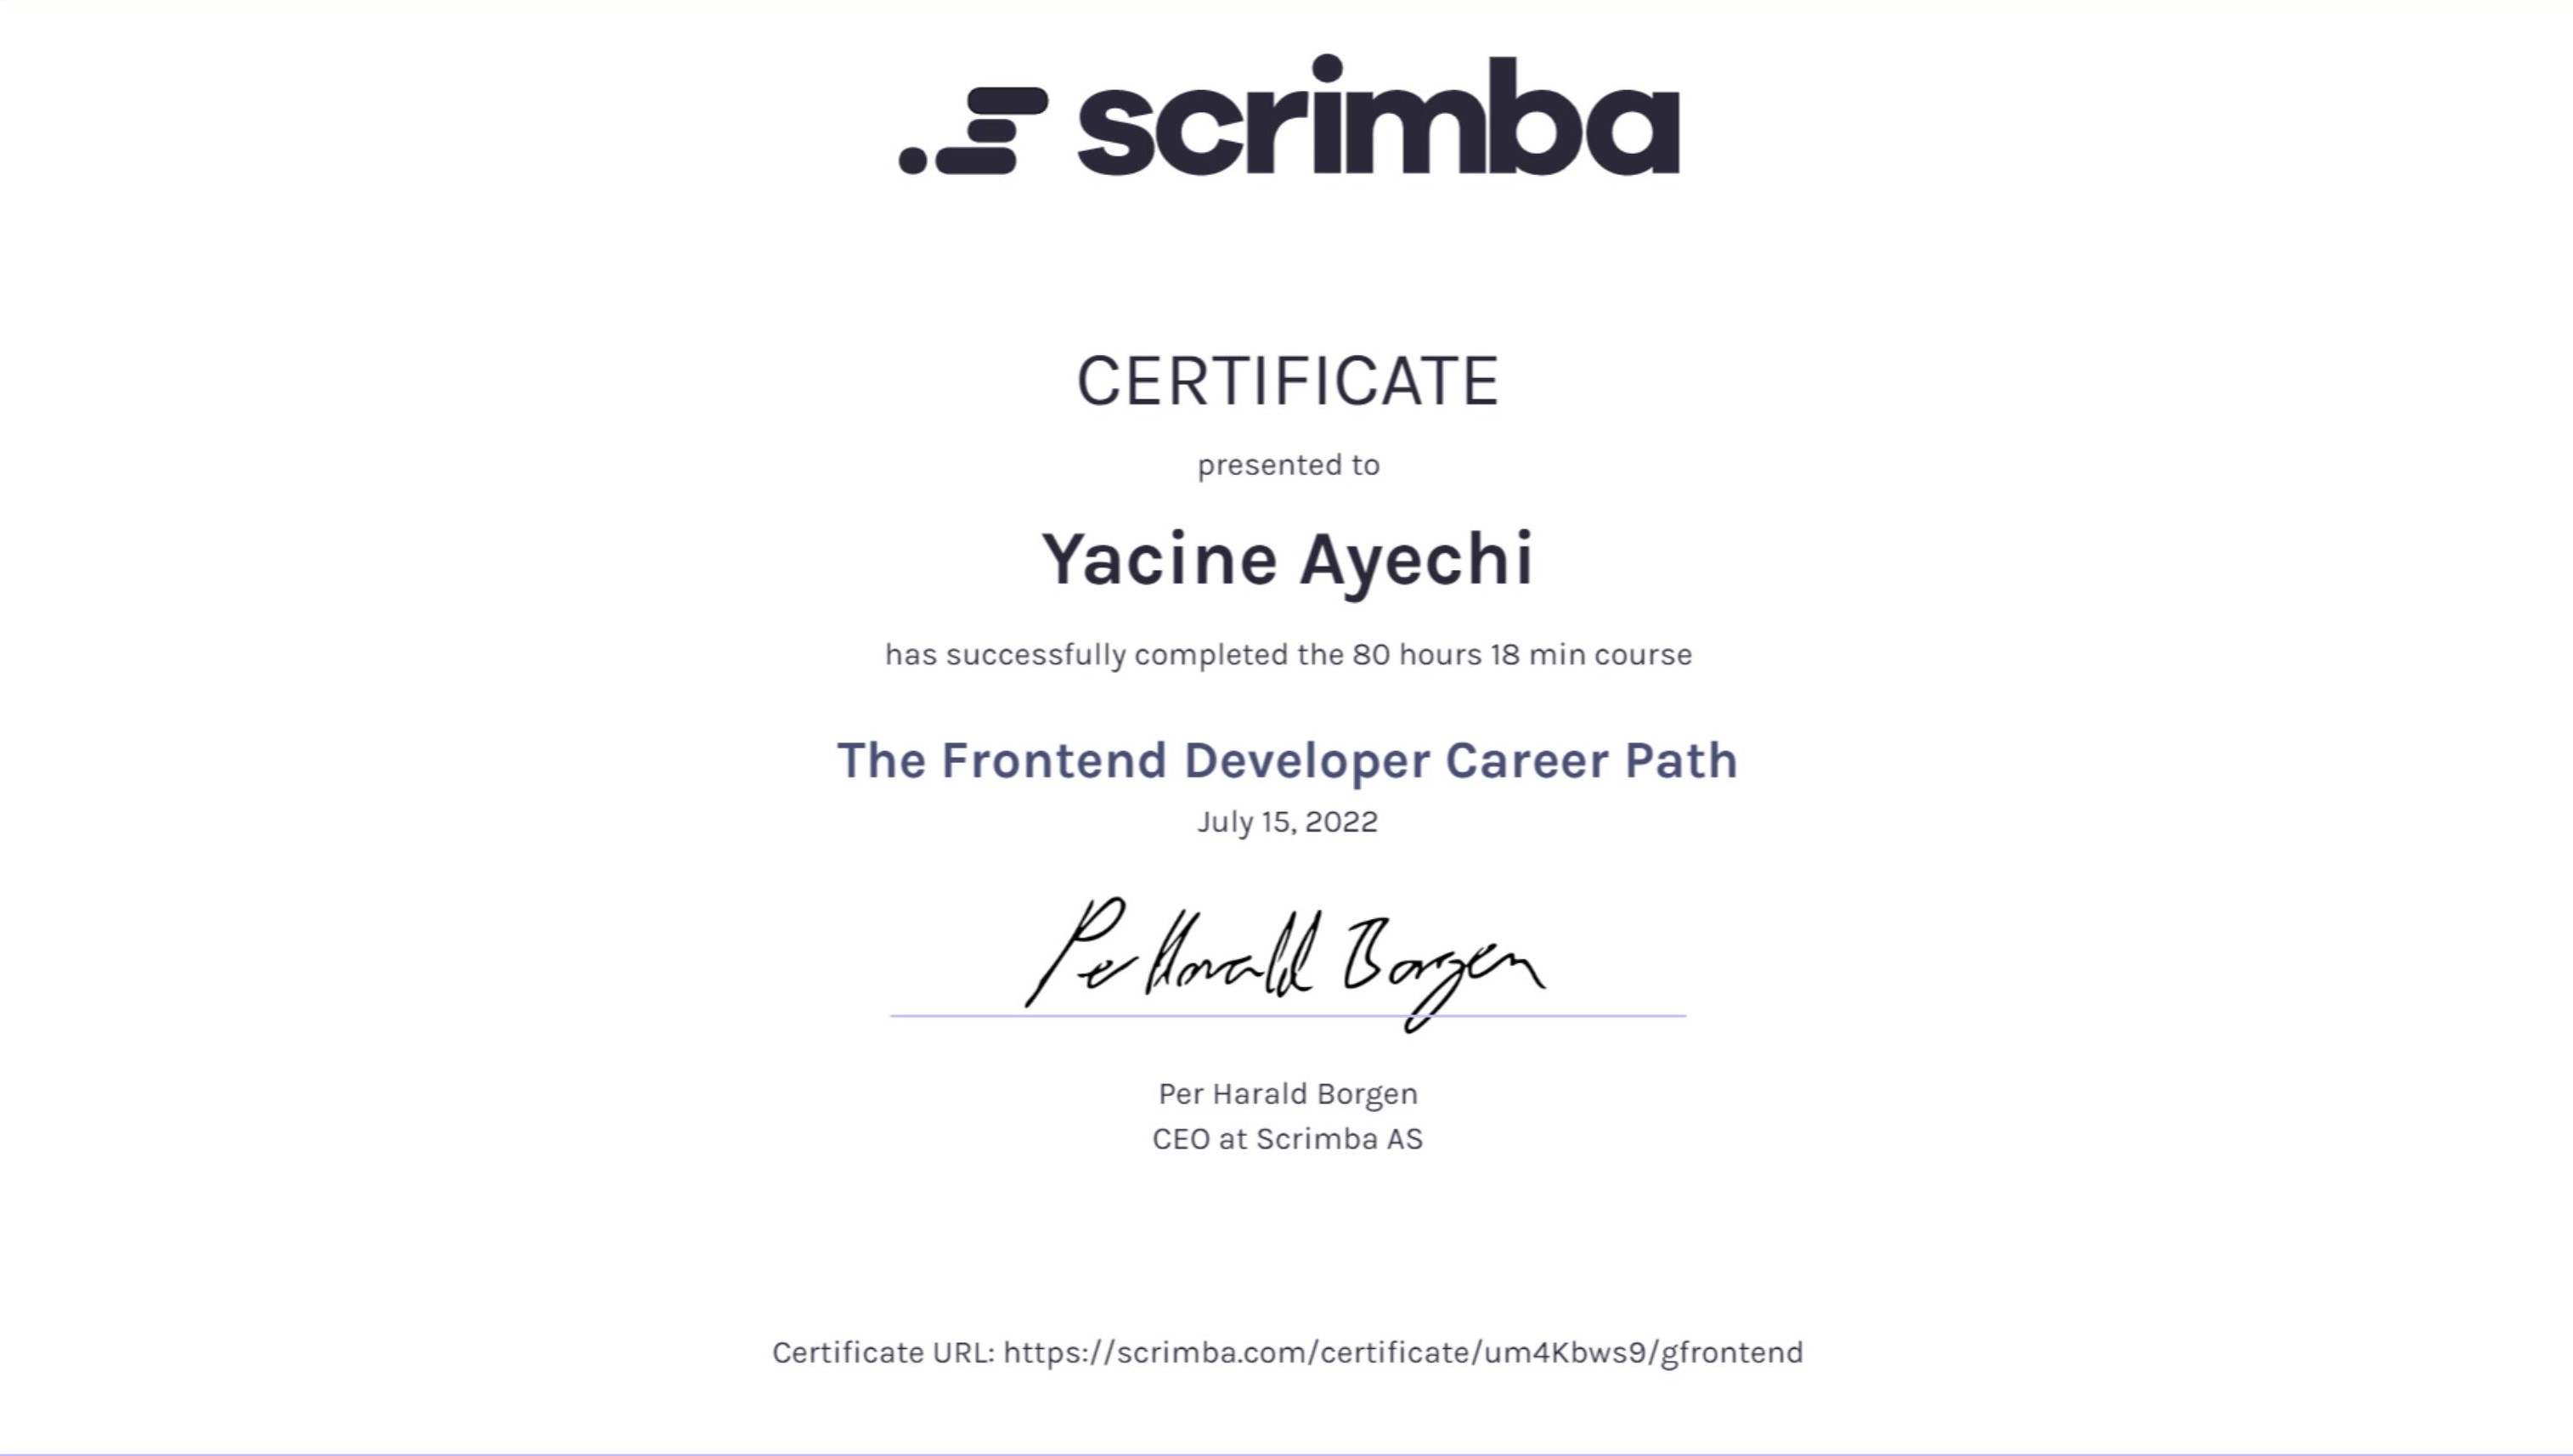 scrimba
CERTIFICATE
presented to
Yacine Ayechi
has successfully completed the 80 hours 18 min course
The Frontend Developer Career Path
July 15, 2022
Per Harald Borgen
Per Harald Borgen
CEO at Scrimba AS
Certificate URL: https://scrimba.com/certificate/um4Kbws9/gfrontend